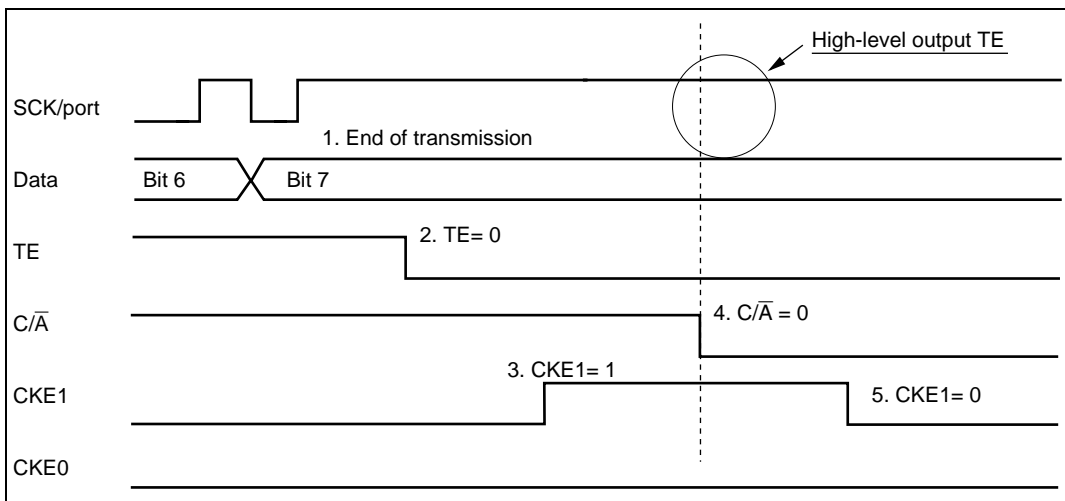 High-level output TE
SCK/port
1. End of transmission
Data Bit 6 Bit 7
TE 2. TE= 0
C/A̅ 4. C/A̅ = 0
3. CKE1= 1
CKE1 5. CKE1= 0
CKE0